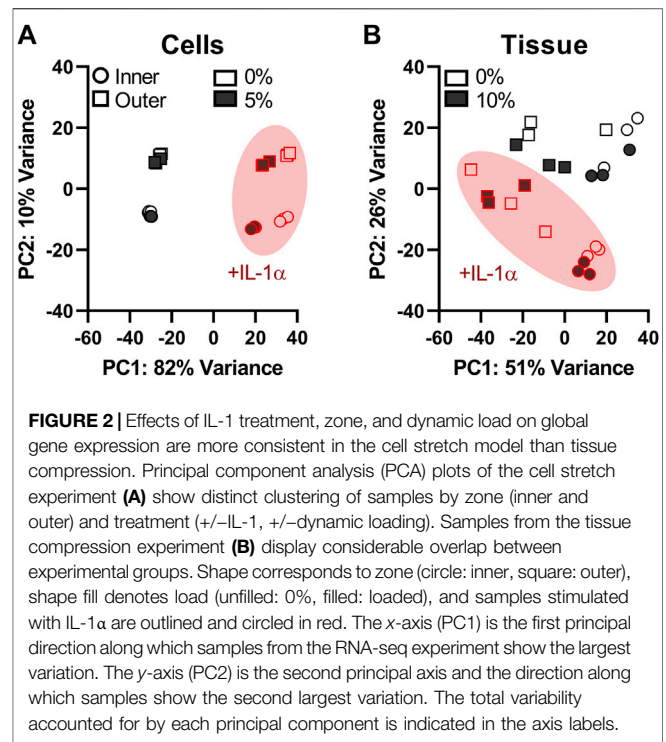 A
Cells
40
20
0
-20
-40
PC2: 10% Variance
Inner
Outer
0%
5%
+IL-1α
-60 -40 -20 0 20 40
PC1: 82% Variance
B
Tissue
40
20
0
-20
-40
PC2: 26% Variance
0%
10%
+IL-1α
-60 -40 -20 0 20 40
PC1: 51% Variance
FIGURE 2 | Effects of IL-1 treatment, zone, and dynamic load on global
gene expression are more consistent in the cell stretch model than tissue
compression. Principal component analysis (PCA) plots of the cell stretch
experiment (A) show distinct clustering of samples by zone (inner and
outer) and treatment (+/−IL-1, +/−dynamic loading). Samples from the tissue
compression experiment (B) display considerable overlap between
experimental groups. Shape corresponds to zone (circle: inner, square: outer),
shape fill denotes load (unfilled: 0%, filled: loaded), and samples stimulated
with IL-1α are outlined and circled in red. The x-axis (PC1) is the first principal
direction along which samples from the RNA-seq experiment show the largest
variation. The y-axis (PC2) is the second principal axis and the direction along
which samples show the second largest variation. The total variability
accounted for by each principal component is indicated in the axis labels.